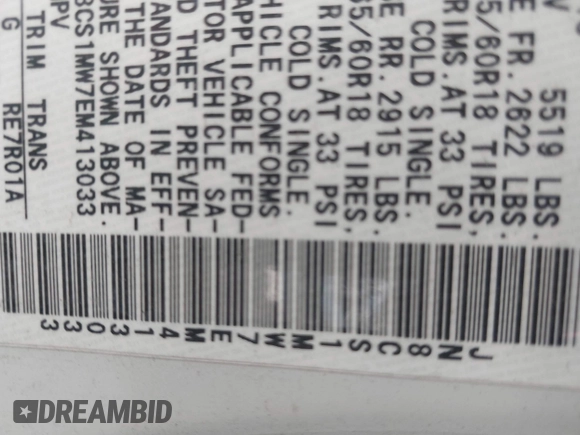 V
5519 LBS.
E FR. 2622 LBS.
5/60R18 TIRES,
RIMS.AT 33 PSI
COLD SINGLE.
E RR. 2915 LBS.
5/60R18 TIRES,
RIMS.AT 33 PSI
COLD SINGLE.
HICLE CONFORMS
APPLICABLE FED-
TOR VEHICLE SA-
D THEFT PREVEN-
ANDARDS IN EFF-
THE DATE OF MA-
URE SHOWN ABOVE.
8CS1MW7EM413033
PV
TRIM TRANS
G RE7R01A
JN8CS1MW7EM413033
DREAMBID